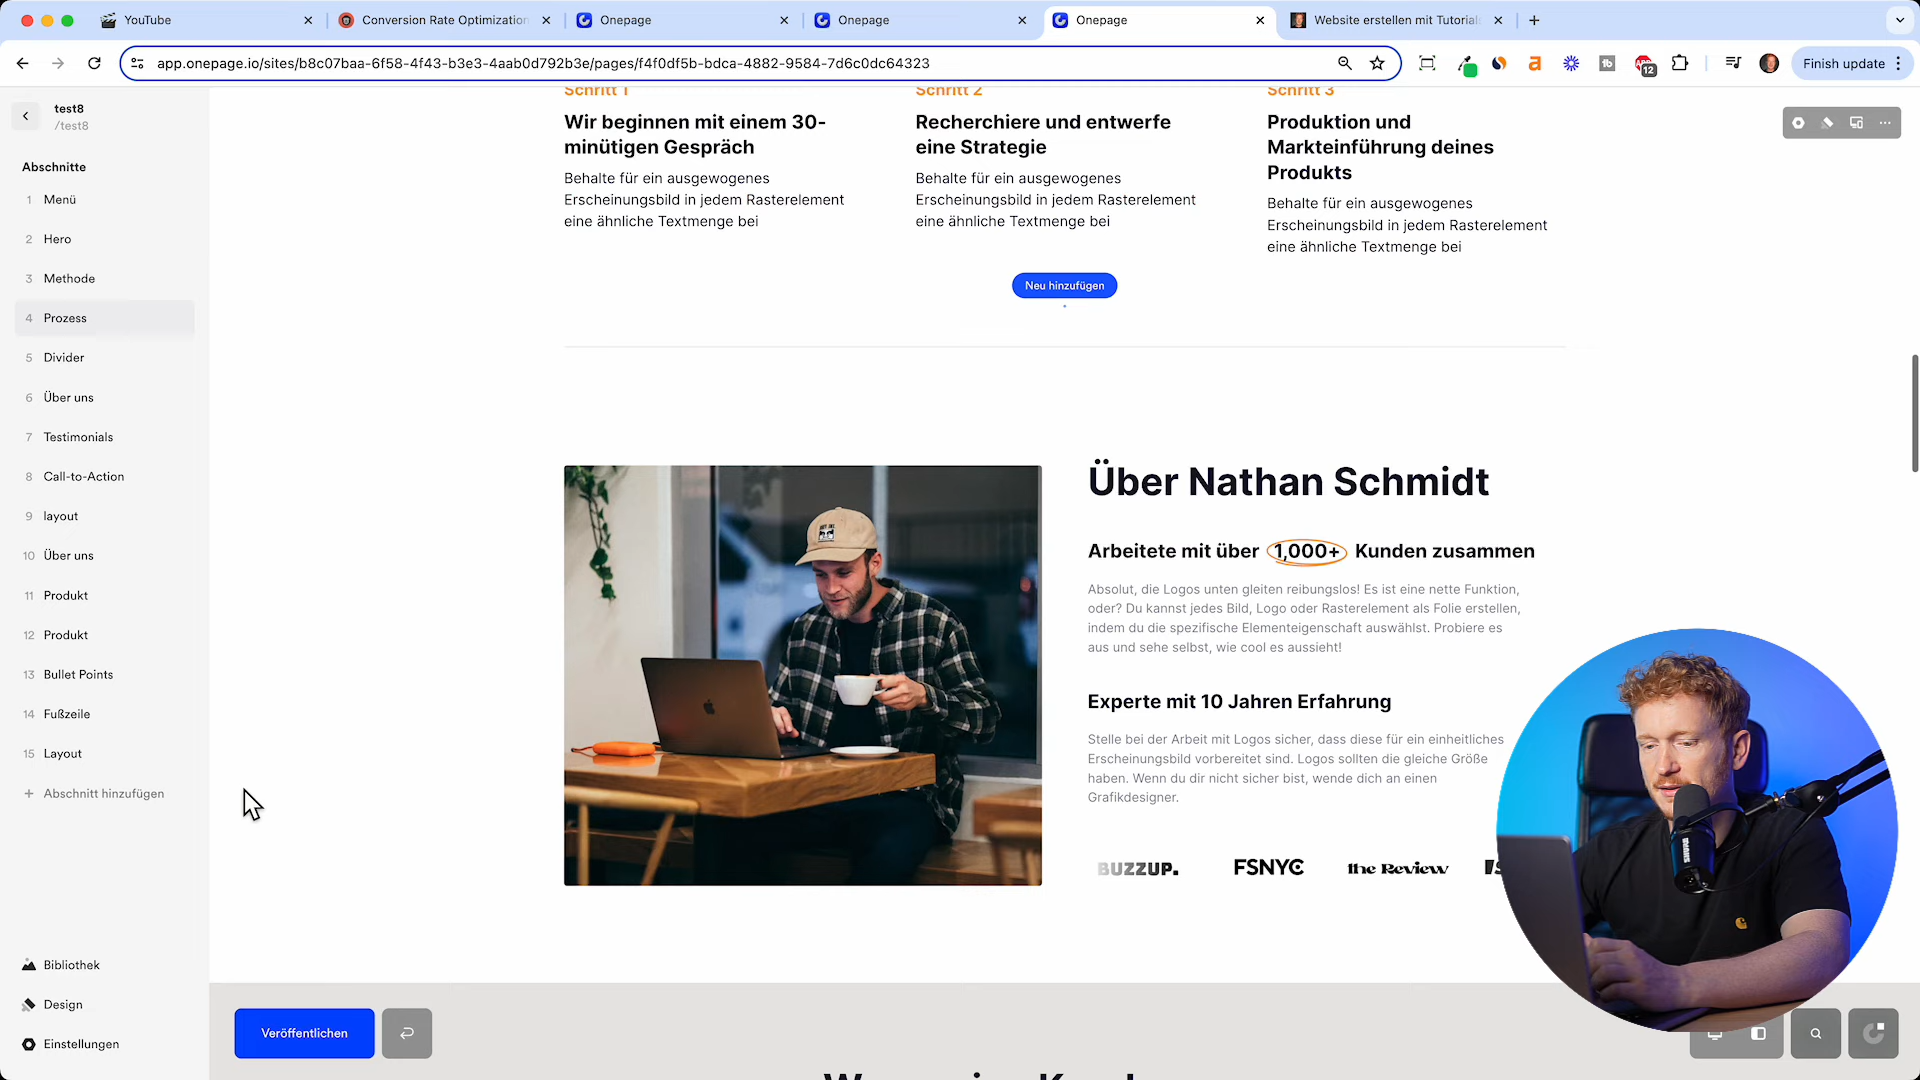 YouTube
Conversion Rate Optimization
Onepage
Onepage
Onepage
Website erstellen mit Tutorial
app.onepage.io/sites/b8c07baa-6f58-4f43-b3e3-4aab0d792b3e/pages/f4f0df5b-bdca-4882-9584-7d6c0dc64323
12
Finish update
test8
/test8
Abschnitte
1 Menü
2 Hero
3 Methode
4 Prozess
5 Divider
6 Über uns
7 Testimonials
8 Call-to-Action
9 layout
10 Über uns
11 Produkt
12 Produkt
13 Bullet Points
14 Fußzeile
15 Layout
+ Abschnitt hinzufügen
Bibliothek
Design
Einstellungen
Schritt 1
Wir beginnen mit einem 30-
minütigen Gespräch
Behalte für ein ausgewogenes
Erscheinungsbild in jedem Rasterelement
eine ähnliche Textmenge bei
Schritt 2
Recherchiere und entwerfe
eine Strategie
Behalte für ein ausgewogenes
Erscheinungsbild in jedem Rasterelement
eine ähnliche Textmenge bei
Schritt 3
Produktion und
Markteinführung deines
Produkts
Behalte für ein ausgewogenes
Erscheinungsbild in jedem Rasterelement
eine ähnliche Textmenge bei
Neu hinzufügen
Über Nathan Schmidt
Arbeitete mit über 1,000+ Kunden zusammen
Absolut, die Logos unten gleiten reibungslos! Es ist eine nette Funktion,
oder? Du kannst jedes Bild, Logo oder Rasterelement als Folie erstellen,
indem du die spezifische Elementeigenschaft auswählst. Probiere es
aus und sehe selbst, wie cool es aussieht!
Experte mit 10 Jahren Erfahrung
Stelle bei der Arbeit mit Logos sicher, dass diese für ein einheitliches
Erscheinungsbild vorbereitet sind. Logos sollten die gleiche Größe
haben. Wenn du dir nicht sicher bist, wende dich an einen
Grafikdesigner.
BUZZUP.
FSNYC
the Review
Veröffentlichen